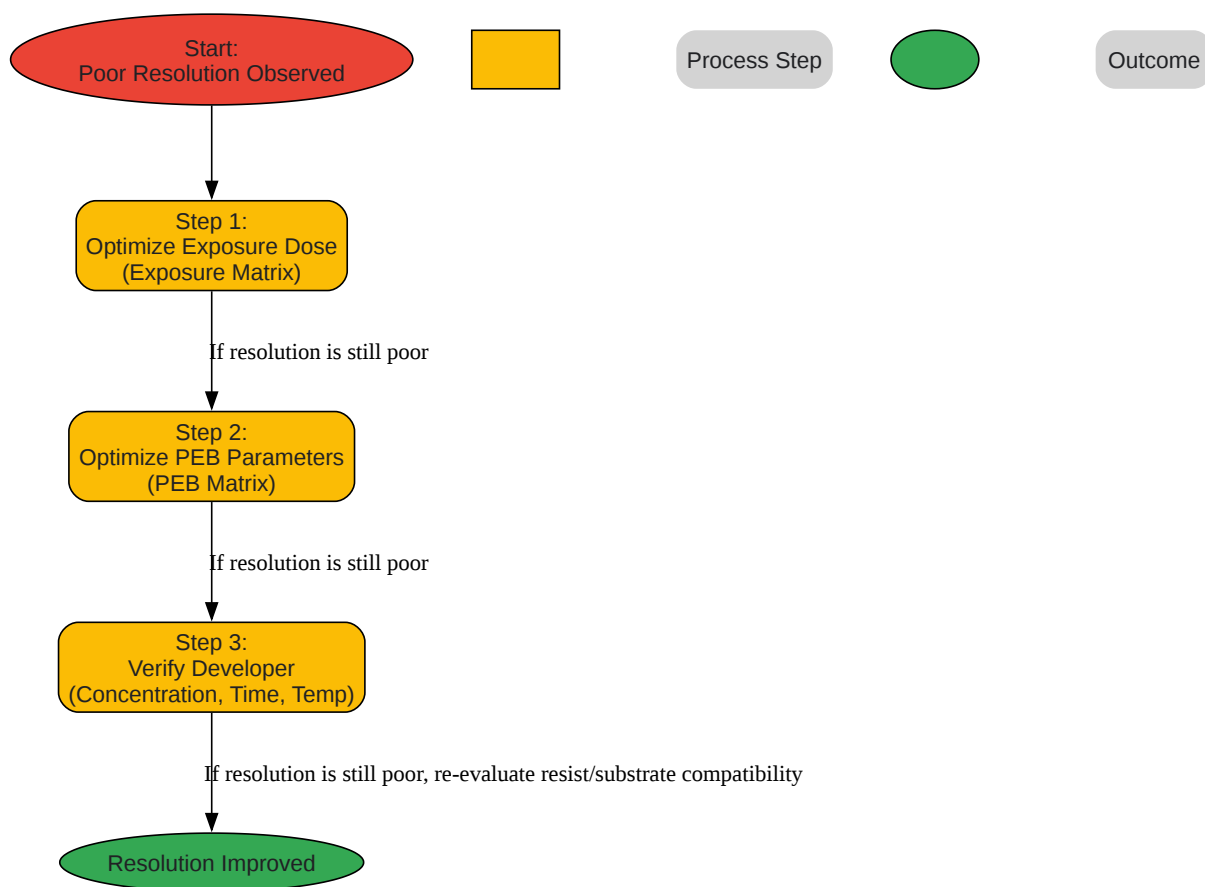 Start:
Poor Resolution Observed
Process Step
Outcome
Step 1:
Optimize Exposure Dose
(Exposure Matrix)
If resolution is still poor
Step 2:
Optimize PEB Parameters
(PEB Matrix)
If resolution is still poor
Step 3:
Verify Developer
(Concentration, Time, Temp)
If resolution is still poor, re-evaluate resist/substrate compatibility
Resolution Improved